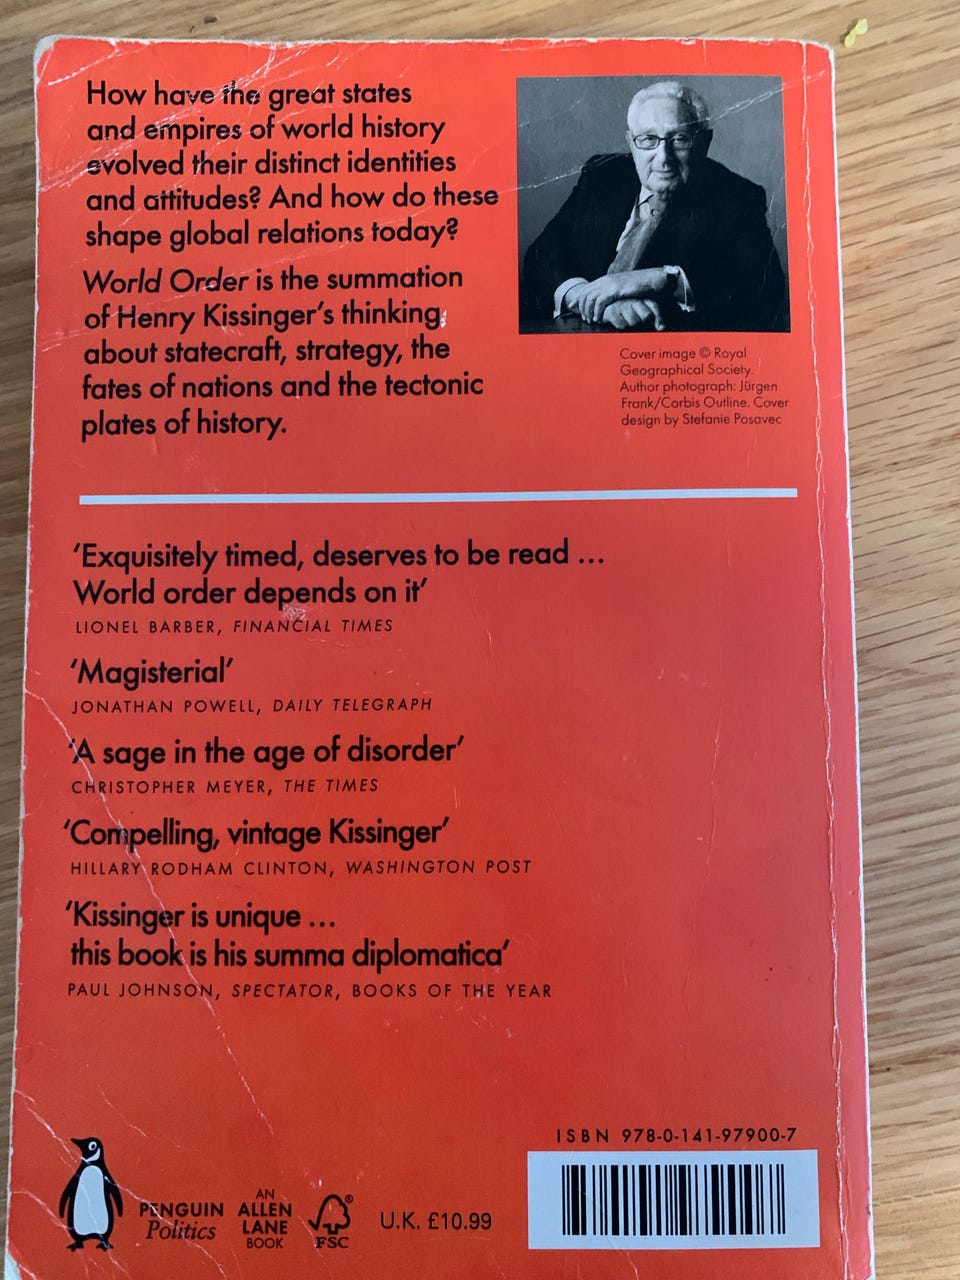 How have the great states
and empires of world history
evolved their distinct identities
and attitudes? And how do these
shape global relations today?
World Order is the summation
of Henry Kissinger's thinking
about statecraft, strategy, the
fates of nations and the tectonic
plates of history.
Cover image © Royal
Geographical Society.
Author photograph: Jürgen
Frank/Corbis Outline. Cover
design by Stefanie Posavec
'Exquisitely timed, deserves to be read ...
World order depends on it'
LIONEL BARBER, FINANCIAL TIMES
'Magisterial'
JONATHAN POWELL, DAILY TELEGRAPH
'A sage in the age of disorder'
CHRISTOPHER MEYER, THE TIMES
'Compelling, vintage Kissinger'
HILLARY RODHAM CLINTON, WASHINGTON POST
'Kissinger is unique ...
this book is his summa diplomatica'
PAUL JOHNSON, SPECTATOR, BOOKS OF THE YEAR
ISBN 978-0-141-97900-7
PENGUIN
Politics
AN
ALLEN
LANE
BOOK
®
FSC
U.K. £10.99